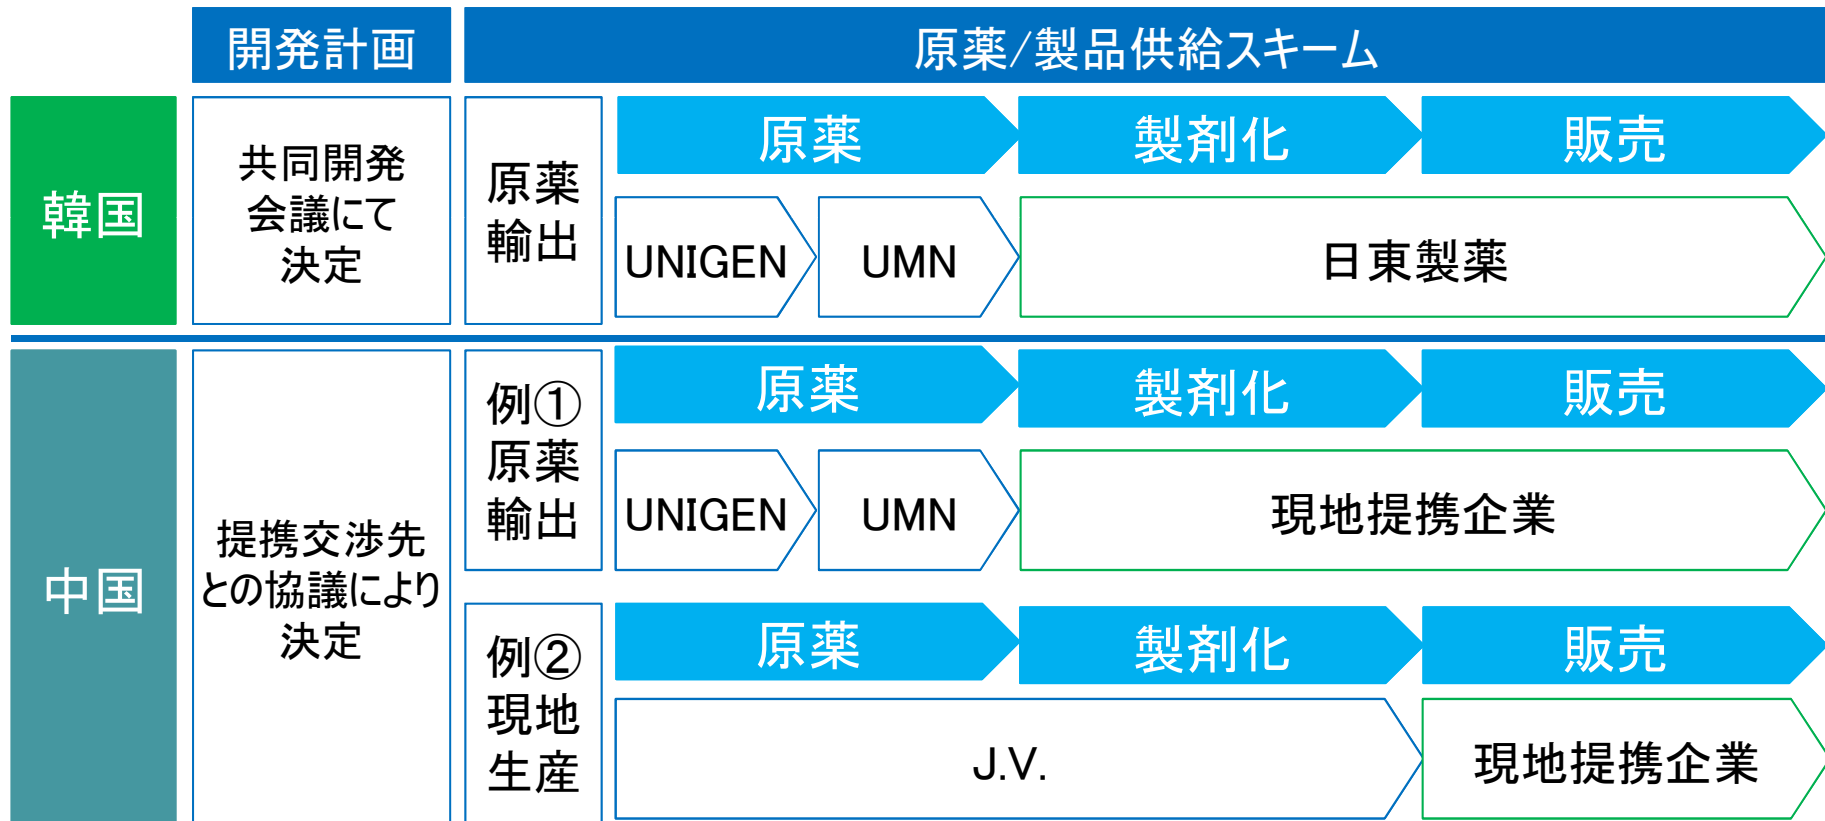 開発計画
原薬/製品供給スキーム
韓国
共同開発
会議にて
決定
原薬
輸出
原薬
製剤化
販売
UNIGEN
UMN
日東製薬
中国
提携交渉先
との協議により
決定
例①
原薬
輸出
原薬
製剤化
販売
UNIGEN
UMN
現地提携企業
例②
現地
生産
原薬
製剤化
販売
J.V.
現地提携企業